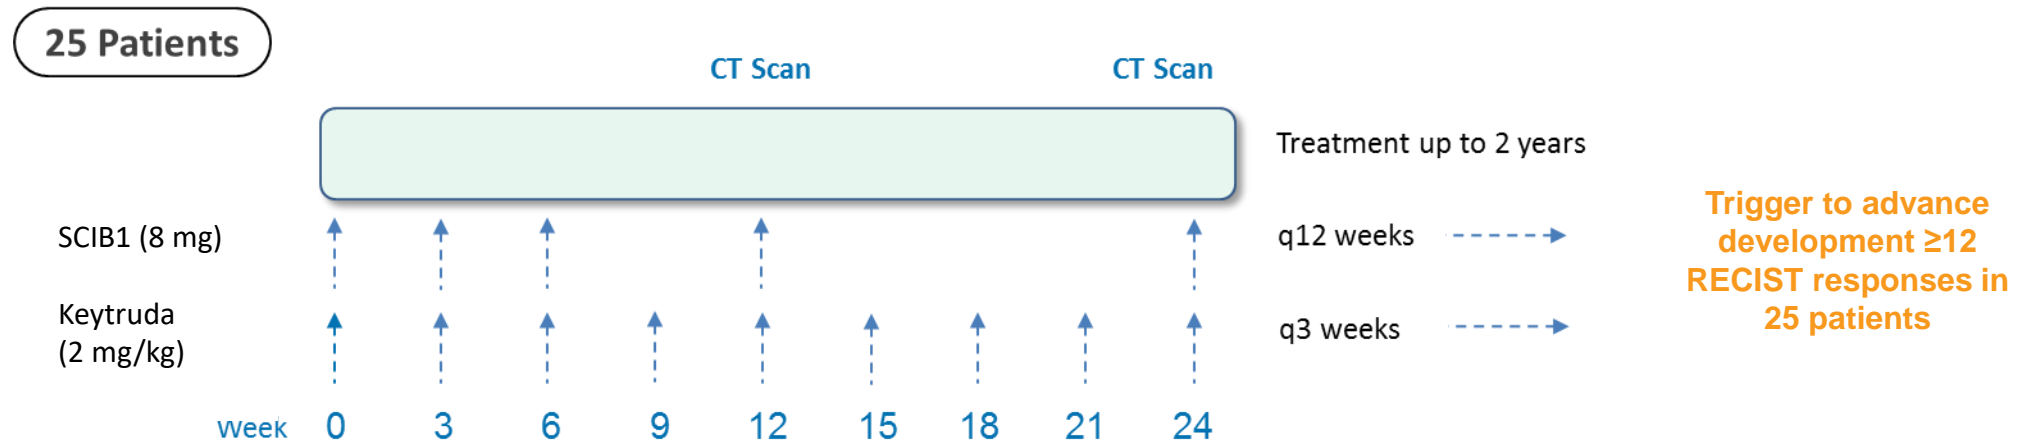 25 Patients
CT Scan CT Scan
Treatment up to 2 years
SCIB1 (8 mg)
q12 weeks
Keytruda
(2 mg/kg)
q3 weeks
Trigger to advance
development ≥12
RECIST responses in
25 patients
week 0 3 6 9 12 15 18 21 24